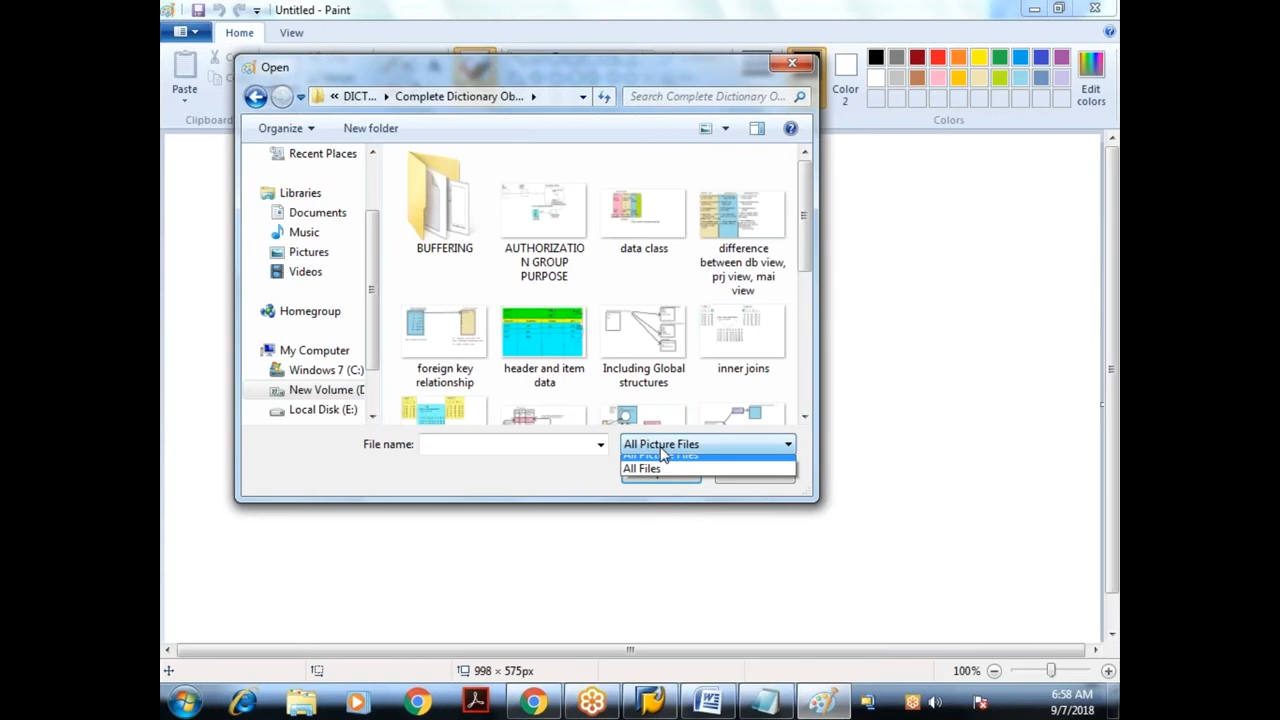 Untitled - Paint
Home
View
Paste
Clipboard
Color
2
Edit
colors
Colors
Open
DICT...
Complete Dictionary Ob...
Search Complete Dictionary O...
Organize
New folder
Recent Places
Libraries
Documents
Music
Pictures
Videos
Homegroup
My Computer
Windows 7 (C:)
New Volume (D
Local Disk (E:)
BUFFERING
AUTHORIZATIO
N GROUP
PURPOSE
data class
difference
between db view,
prj view, mai
view
foreign key
relationship
header and item
data
Including Global
structures
inner joins
File name:
All Picture Files
All Picture Files
All Files
998 × 575px
100%
6:58 AM
9/7/2018